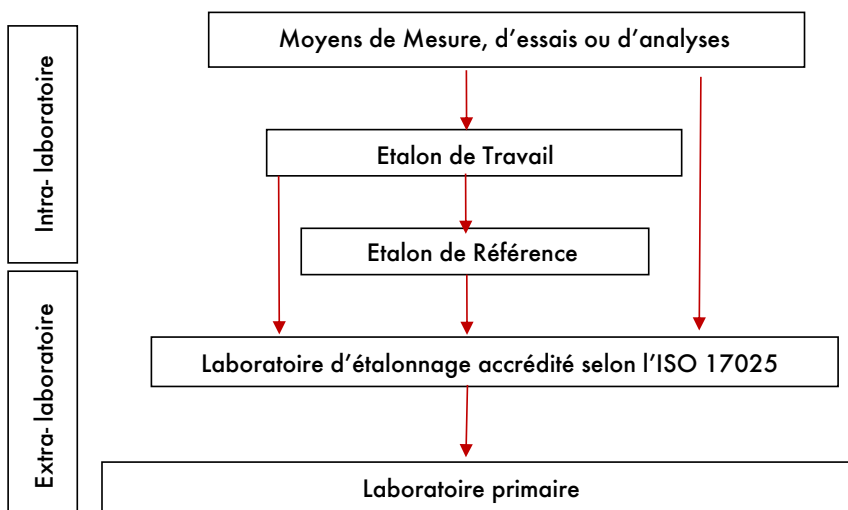 Moyens de Mesure, d’essais ou d’analyses
Intra- laboratoire
Etalon de Travail
Etalon de Référence
Extra- laboratoire
Laboratoire d’étalonnage accrédité selon l’ISO 17025
Laboratoire primaire